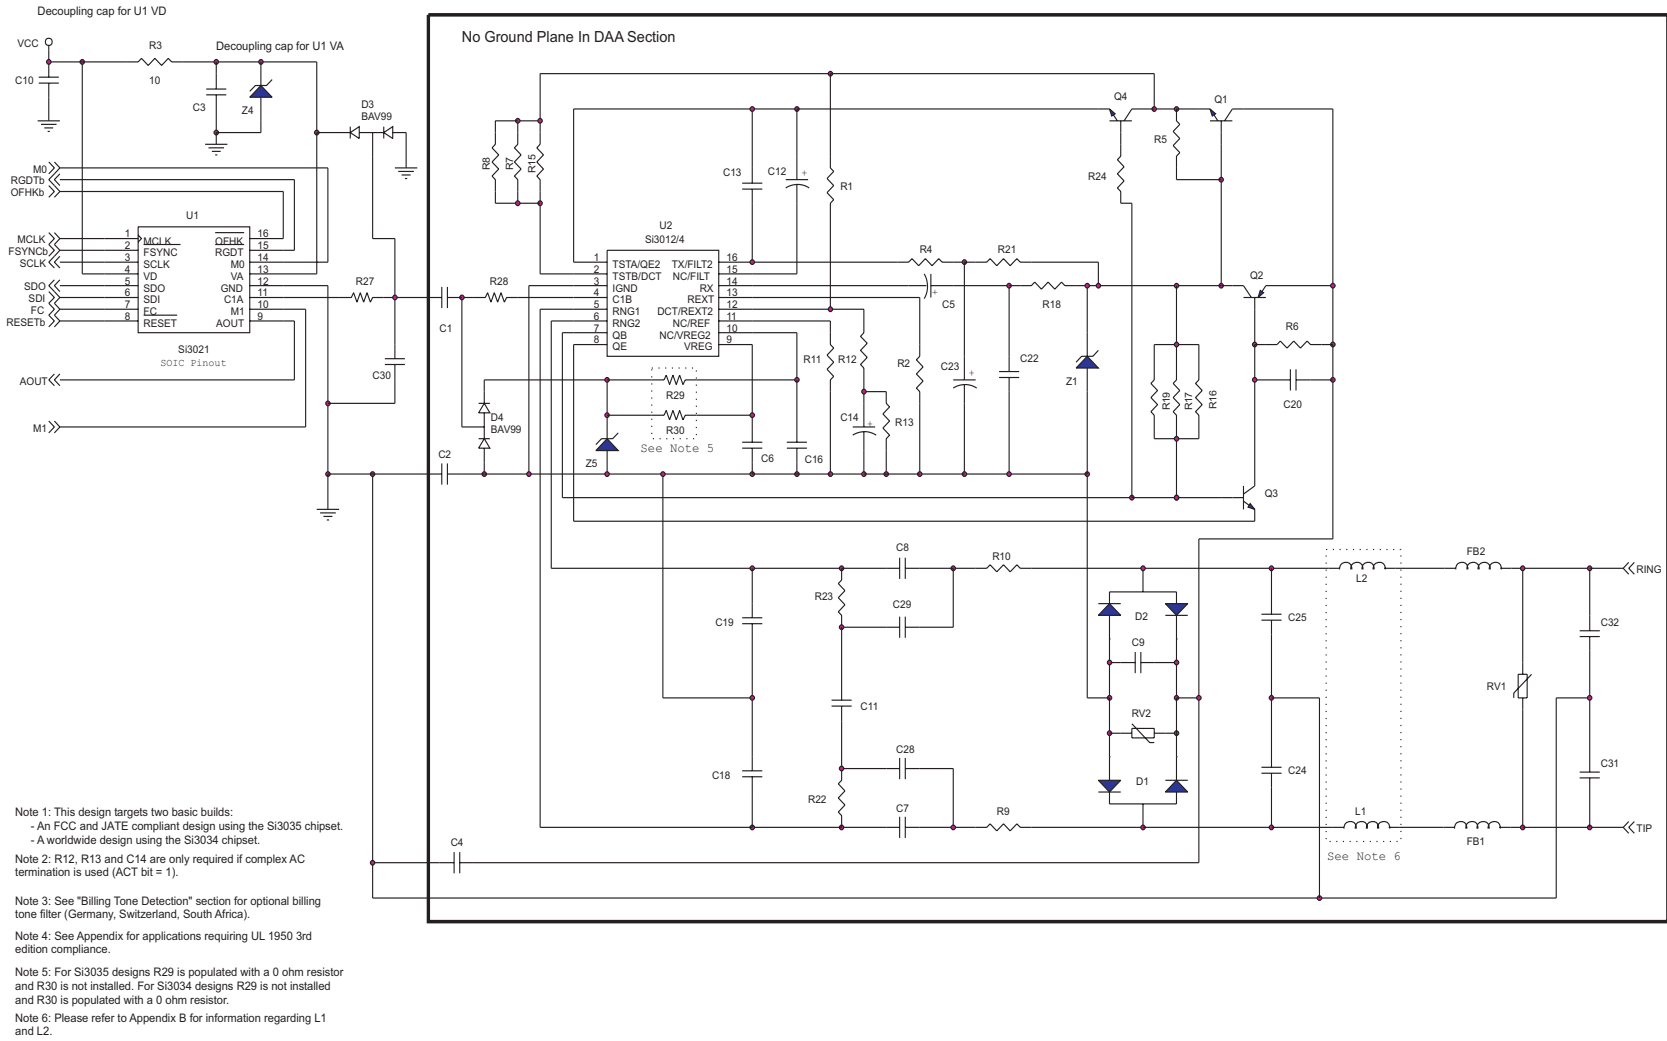 Decoupling cap for U1 VD
No Ground Plane In DAA Section
VCC
R3
10
Decoupling cap for U1 VA
C10
C3
Z4
D3
BAV99
M0
RGDTb
OFHKb
U1
MCLK
FSYNCb
SCLK
SDO
SDI
FC
RESETb
1 MCLK
2 FSYNC
3 SCLK
4 VD
5 SDO
6 SDI
7 FC
8 RESET
OFHK 16
RGDT 15
M0 14
VA 13
GND 12
C1A 11
M1 10
AOUT 9
Si3021
SOIC Pinout
AOUT
M1
R27
C30
C1
R28
C2
D4
BAV99
R8
R7
R15
U2
Si3012/4
1 TSTA/QE2
2 TSTB/DCT
3 IGND
4 C1B
5 RNG1
6 RNG2
7 QB
8 QE
TX/FILT2 16
NC/FILT 15
RX 14
REXT 13
DCT/REXT2 12
NC/REF 11
NC/VREG2 10
VREG 9
C13
C12
+
R1
Q4
Q1
R5
R24
R4
R21
C5
+
R18
Q2
R6
C20
R11
R12
R2
C23
+
C22
Z1
R19
R17
R16
C14
+
R13
R29
R30
See Note 5
Z5
C6
C16
Q3
C8
R10
R23
C29
C19
C11
C18
C28
R22
C7
R9
C4
D2
C9
RV2
D1
C25
C24
L2
L1
See Note 6
FB2
FB1
RV1
C32
C31
RING
TIP
Note 1: This design targets two basic builds:
- An FCC and JATE compliant design using the Si3035 chipset.
- A worldwide design using the Si3034 chipset.
Note 2: R12, R13 and C14 are only required if complex AC
termination is used (ACT bit = 1).
Note 3: See "Billing Tone Detection" section for optional billing
tone filter (Germany, Switzerland, South Africa).
Note 4: See Appendix for applications requiring UL 1950 3rd
edition compliance.
Note 5: For Si3035 designs R29 is populated with a 0 ohm resistor
and R30 is not installed. For Si3034 designs R29 is not installed
and R30 is populated with a 0 ohm resistor.
Note 6: Please refer to Appendix B for information regarding L1
and L2.